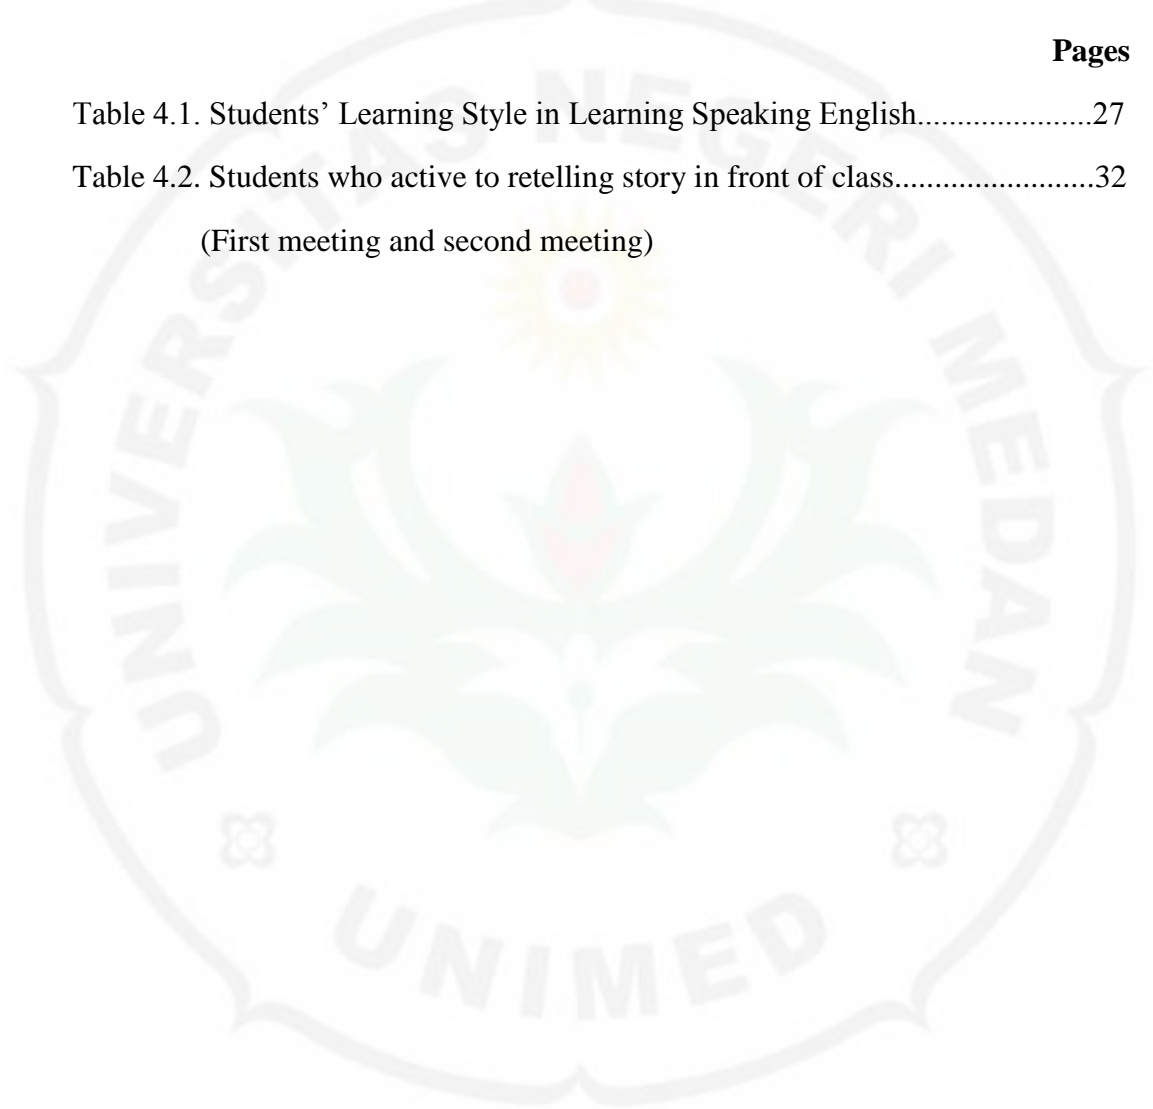 Pages
Table 4.1. Students’ Learning Style in Learning Speaking English......................27
Table 4.2. Students who active to retelling story in front of class.........................32
(First meeting and second meeting)
UNIVERSITAS NEGERI MEDAN
UNIMED